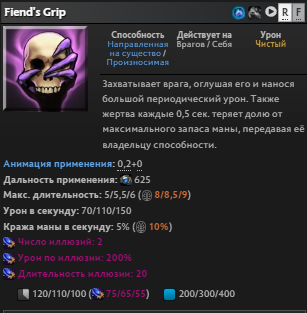 Fiend's Grip
R F
Способность Действует на Урон
Направленная Врагов / Себя Чистый
на существо /
Произносимая
Захватывает врага, оглушая его и нанося
большой периодический урон. Также
жертва каждые 0,5 сек. теряет долю от
максимального запаса маны, передавая её
владельцу способности.
Анимация применения: 0,2+0
Дальность применения: 625
Макс. длительность: 5/5,5/6 ( 8/8,5/9)
Урон в секунду: 70/110/150
Кража маны в секунду: 5% ( 10%)
Число иллюзий: 2
Урон по иллюзии: 200%
Длительность иллюзии: 20
120/110/100 ( 75/65/55) 200/300/400